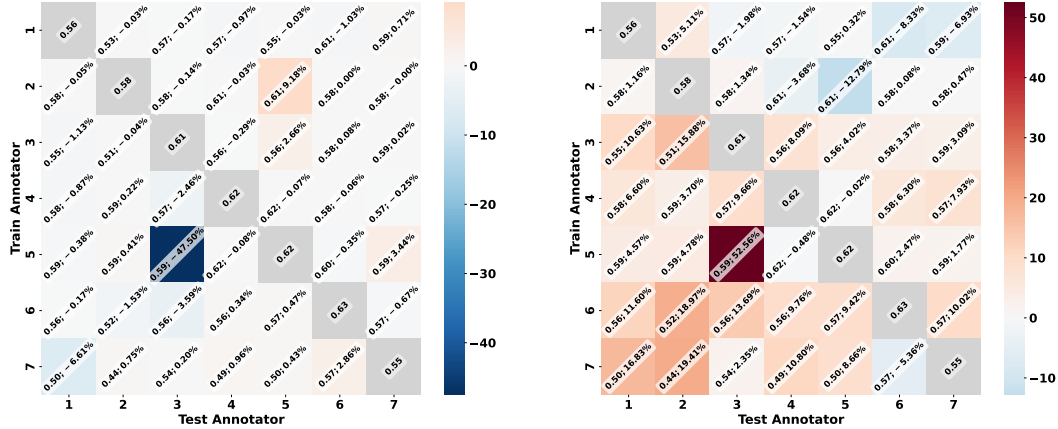 Train Annotator
1 0.56 0.53; − 0.03% 0.57; − 0.17% 0.57; − 0.97% 0.55; − 0.03% 0.61; − 1.03% 0.59; 0.71%
2 0.58; − 0.05% 0.58 0.58; − 0.14% 0.61; − 0.03% 0.61; 9.18% 0.58; 0.00% 0.58; − 0.00%
3 0.55; − 1.13% 0.51; − 0.04% 0.61 0.56; − 0.29% 0.56; 2.66% 0.58; 0.08% 0.59; 0.02%
4 0.58; − 0.87% 0.59; 0.22% 0.57; − 2.46% 0.62 0.62; − 0.07% 0.58; − 0.06% 0.57; − 0.25%
5 0.59; − 0.38% 0.59; 0.41% 0.59; − 47.50% 0.62; − 0.08% 0.62 0.60; − 0.35% 0.59; 3.44%
6 0.56; − 0.17% 0.52; − 1.53% 0.56; − 3.59% 0.56; 0.34% 0.57; 0.47% 0.63 0.57; − 0.67%
7 0.50; − 6.61% 0.44; 0.75% 0.54; 0.20% 0.49; 0.96% 0.50; 0.43% 0.57; 2.86% 0.55
1 2 3 4 5 6 7
Test Annotator
0
−10
−20
−30
−40
Train Annotator
1 0.56 0.53; 5.11% 0.57; − 1.98% 0.57; − 1.54% 0.55; 0.32% 0.61; − 8.33% 0.59; − 6.93%
2 0.58; 1.16% 0.58 0.58; 1.34% 0.61; − 3.68% 0.61; − 12.79% 0.58; 0.08% 0.58; 0.47%
3 0.55; 10.63% 0.51; 15.88% 0.61 0.56; 8.09% 0.56; 4.02% 0.58; 3.37% 0.59; 3.09%
4 0.58; 6.60% 0.59; 3.70% 0.57; 9.66% 0.62 0.62; − 0.02% 0.58; 6.30% 0.57; 7.93%
5 0.59; 4.57% 0.59; 4.78% 0.59; 52.56% 0.62; − 0.48% 0.62 0.60; 2.47% 0.59; 1.77%
6 0.56; 11.60% 0.52; 18.97% 0.56; 13.69% 0.56; 9.76% 0.57; 9.42% 0.63 0.57; 10.02%
7 0.50; 16.83% 0.44; 19.41% 0.54; 2.35% 0.49; 10.80% 0.50; 8.66% 0.57; − 5.36% 0.55
1 2 3 4 5 6 7
Test Annotator
50
40
30
20
10
0
−10